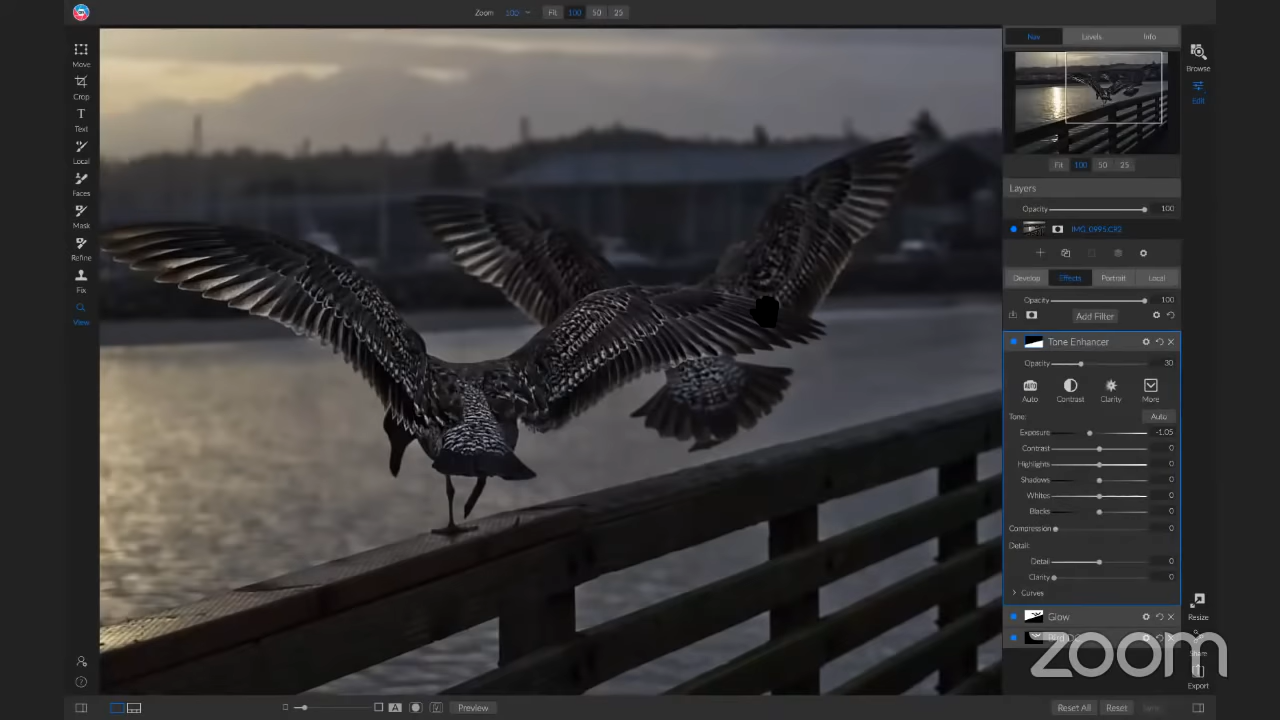 Zoom 100 Fit 100 50 25
Move
Crop
Text
Local
Faces
Mask
Refine
Fix
View
Nav Levels Info
Fit 100 50 25
Layers
Opacity 100
IMG_0995.CR2
Develop Effects Portrait Local
Opacity 100
Add Filter
Tone Enhancer
Opacity 30
AUTO
Auto Contrast Clarity More
Tone: Auto
Exposure -1.05
Contrast 0
Highlights 0
Shadows 0
Whites 0
Blacks 0
Compression 0
Detail:
Detail 0
Clarity 0
Curves
Glow
Browse
Edit
Resize
Share
Export
zoom
A
Preview
Reset All Reset